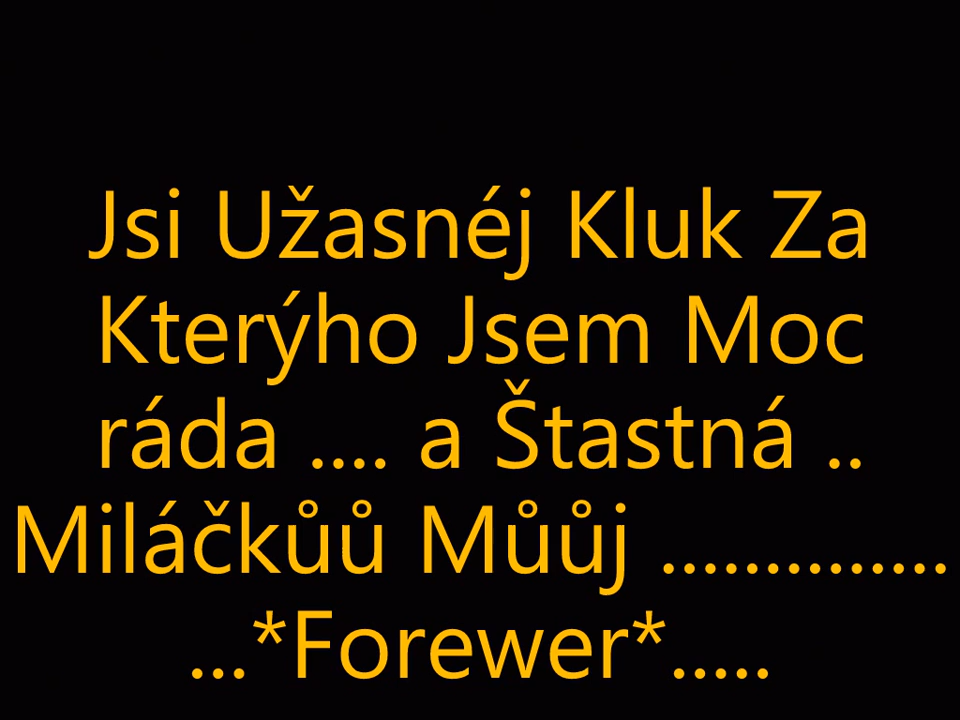 Jsi Užasnéj Kluk Za
Kterýho Jsem Moc
ráda .... a Štastná ..
Miláčkůů Můůj ..............
...*Forewer*.....